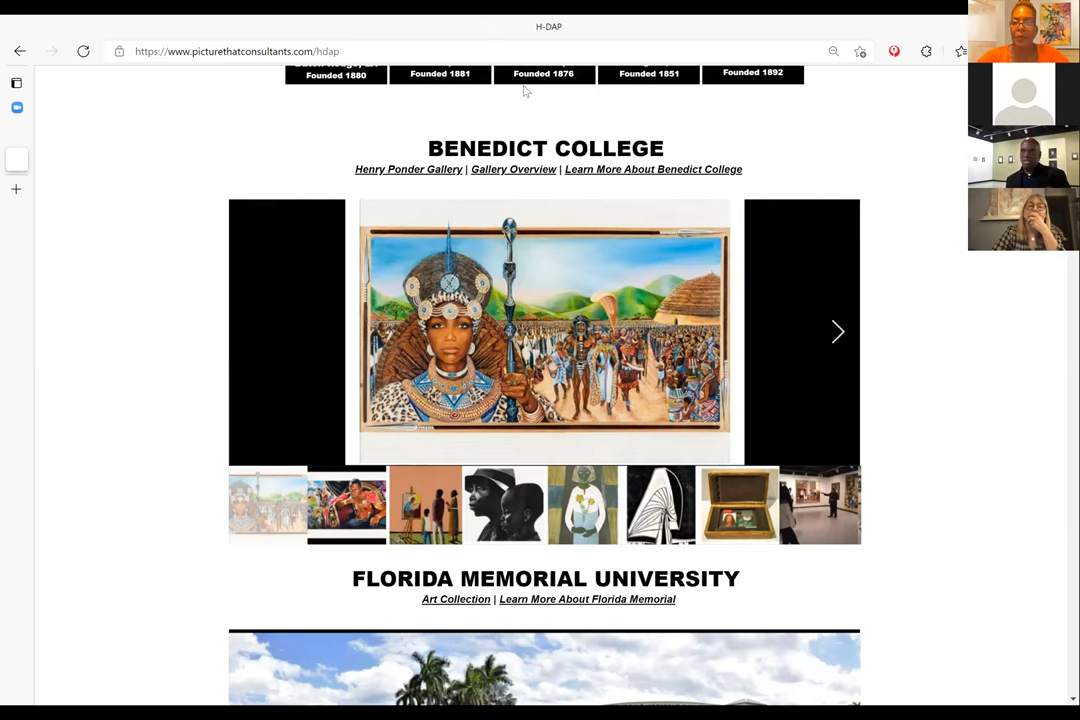 H-DAP
https://www.picturethatconsultants.com/hdap
Founded 1880
Founded 1881
Founded 1876
Founded 1851
Founded 1892
BENEDICT COLLEGE
Henry Ponder Gallery | Gallery Overview | Learn More About Benedict College
FLORIDA MEMORIAL UNIVERSITY
Art Collection | Learn More About Florida Memorial